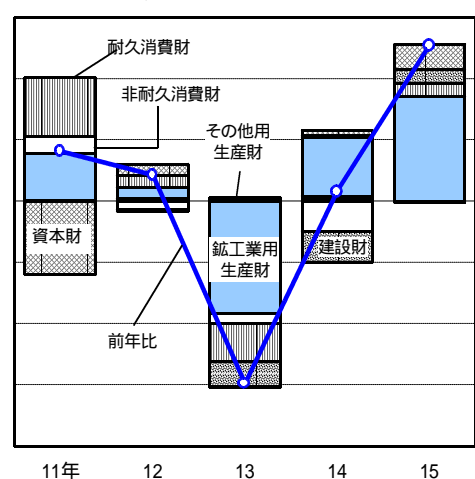 耐久消費財
非耐久消費財
その他用
生産財
資本財
鉱工業用
生産財
建設財
前年比
11年 12 13 14 15